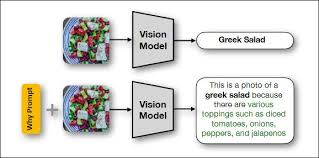 Vision
Model
Greek Salad
Why Prompt
Vision
Model
This is a photo of a
greek salad because
there are various
toppings such as diced
tomatoes, onions,
peppers, and jalapenos